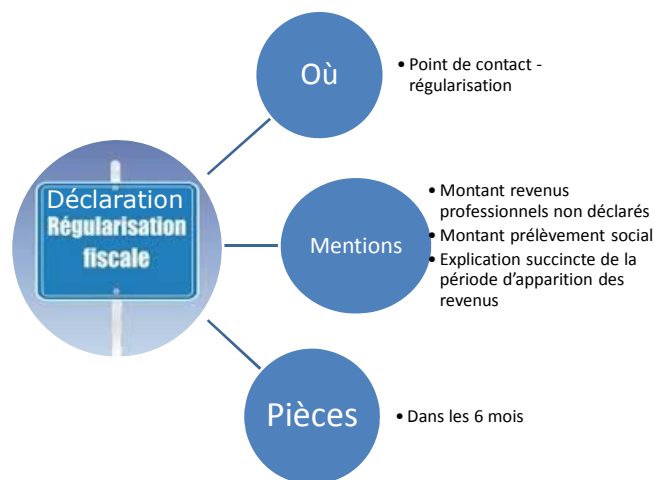 Où
• Point de contact -
régularisation
Déclaration
Régularisation
fiscale
Mentions
• Montant revenus
professionnels non déclarés
• Montant prélèvement social
• Explication succincte de la
période d’apparition des
revenus
Pièces
• Dans les 6 mois